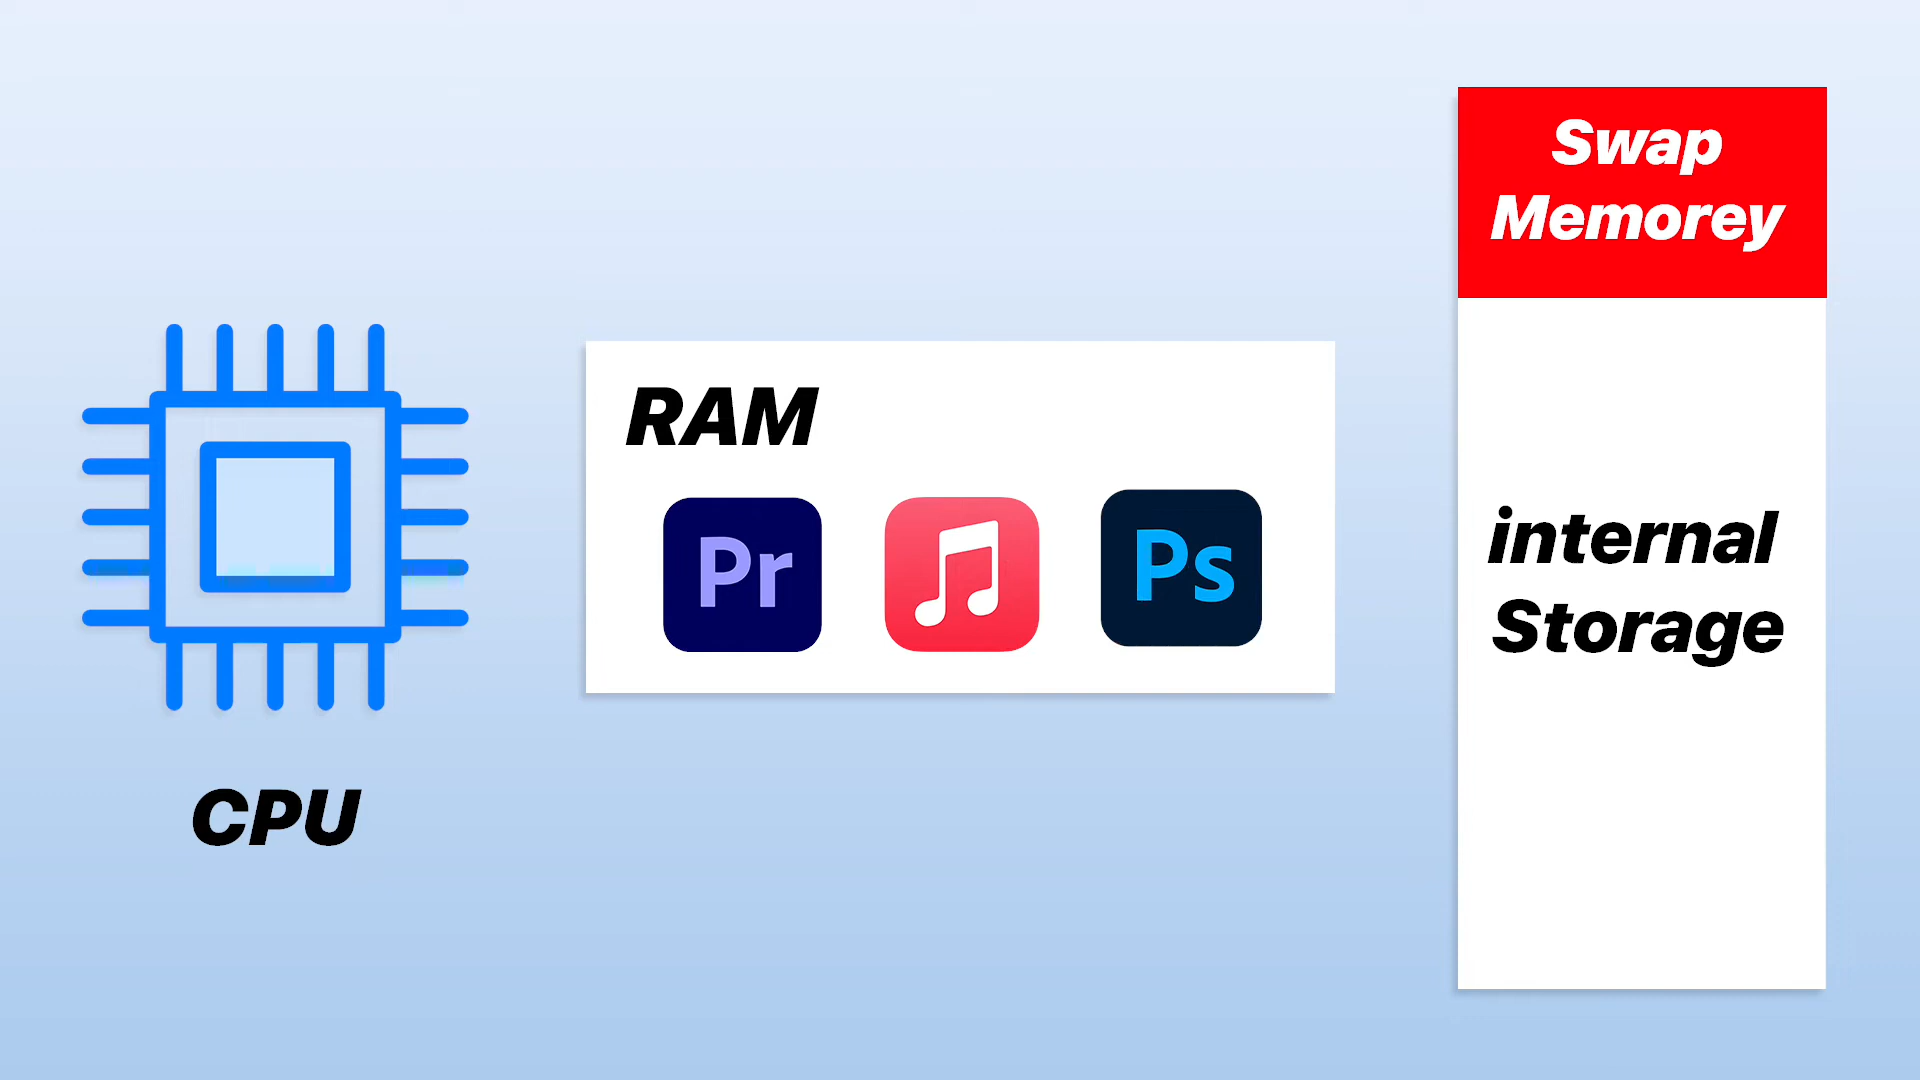 Swap
Memorey
RAM
Pr
Ps
internal
Storage
CPU